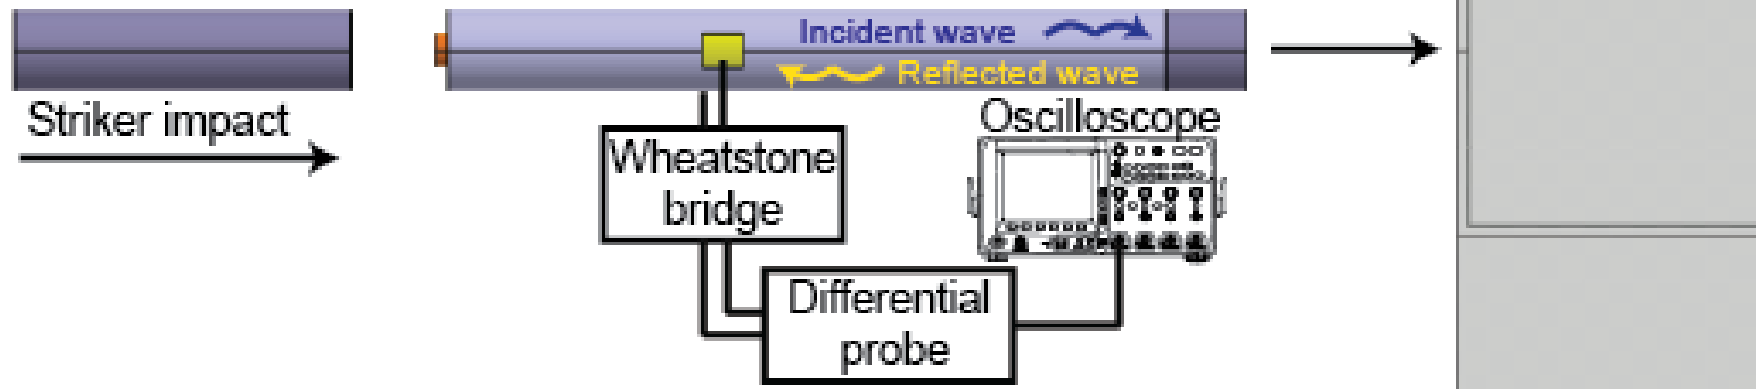 Incident wave
Reflected wave
Striker impact
Oscilloscope
Wheatstone
bridge
Differential
probe